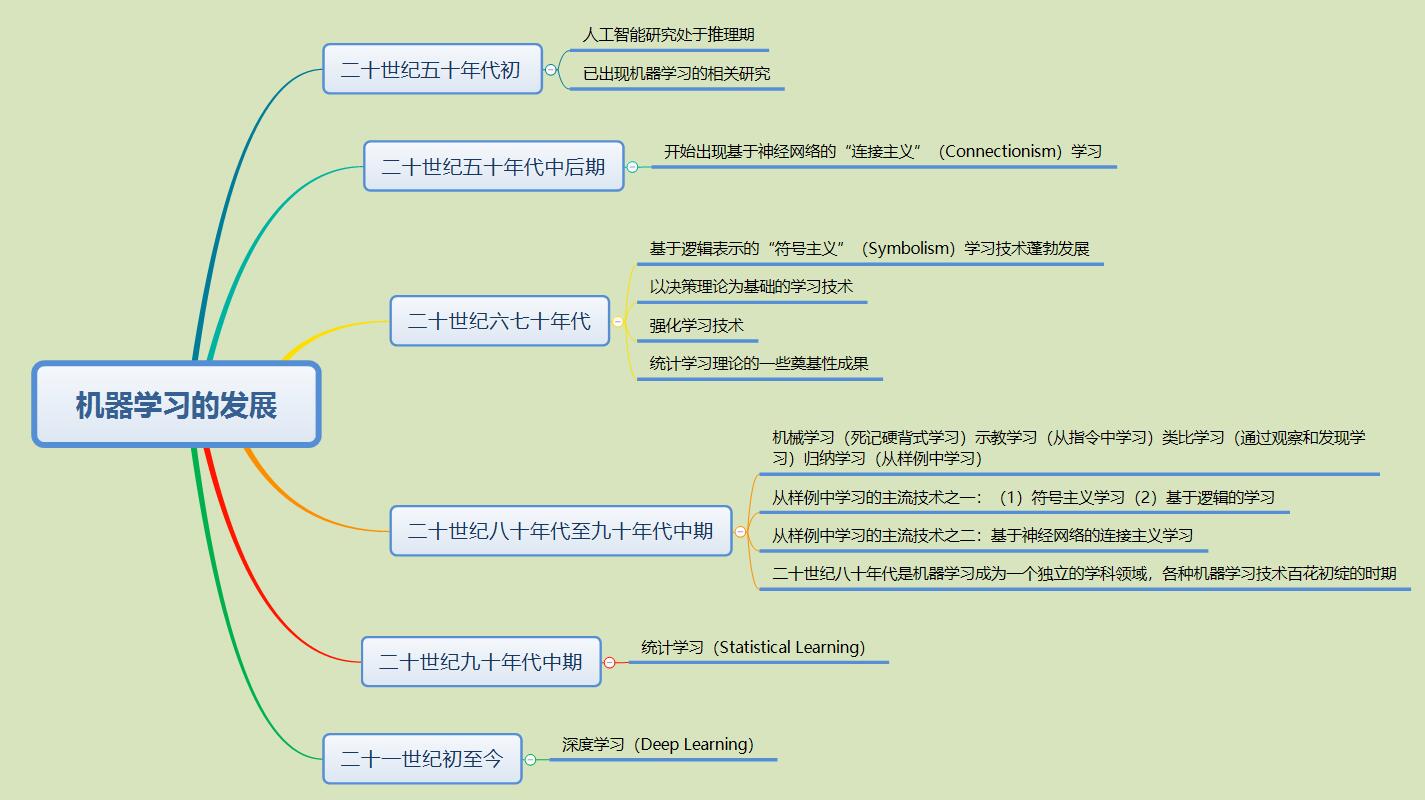 二十世纪五十年代初
人工智能研究处于推理期
已出现机器学习的相关研究
二十世纪五十年代中后期
开始出现基于神经网络的“连接主义”（Connectionism）学习
二十世纪六七十年代
基于逻辑表示的“符号主义”（Symbolism）学习技术蓬勃发展
以决策理论为基础的学习技术
强化学习技术
统计学习理论的一些奠基性成果
机器学习的发展
二十世纪八十年代至九十年代中期
机械学习（死记硬背式学习）示教学习（从指令中学习）类比学习（通过观察和发现学
习）归纳学习（从样例中学习）
从样例中学习的主流技术之一：（1）符号主义学习（2）基于逻辑的学习
从样例中学习的主流技术之二：基于神经网络的连接主义学习
二十世纪八十年代是机器学习成为一个独立的学科领域，各种机器学习技术百花初绽的时期
二十世纪九十年代中期
统计学习（Statistical Learning）
二十一世纪初至今
深度学习（Deep Learning）